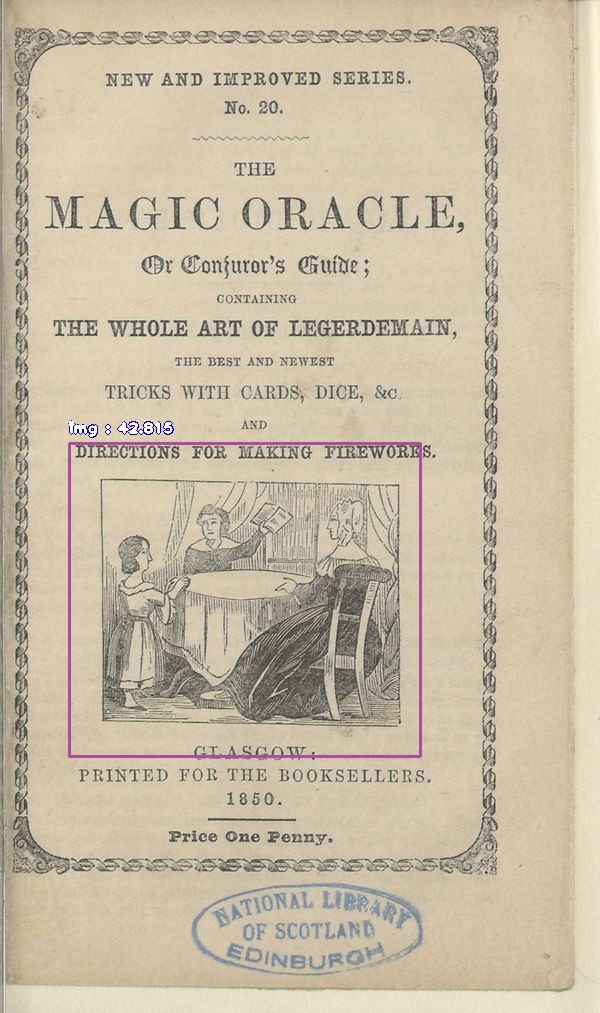 NEW AND IMPROVED SERIES.
No. 20.
THE
MAGIC ORACLE,
Or Conjuror's Guide;
CONTAINING
THE WHOLE ART OF LEGERDEMAIN,
THE BEST AND NEWEST
TRICKS WITH CARDS, DICE, &c.
AND
img : 42.815
DIRECTIONS FOR MAKING FIREWORKS.
GLASGOW:
PRINTED FOR THE BOOKSELLERS.
1850.
Price One Penny.
NATIONAL LIBRARY
OF SCOTLAND
EDINBURGH